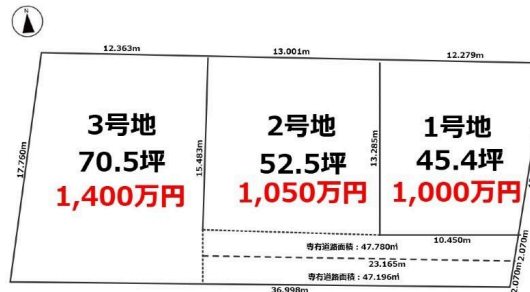 N
12.363m
13.001m
12.279m
3号地
70.5坪
1,400万円
2号地
52.5坪
1,050万円
1号地
45.4坪
1,000万円
17.760m
15.483m
13.285m
10.450m
専有道路面積：47.780㎡
23.165m
専有道路面積：47.196㎡
2.070m
2.070m
36.998m